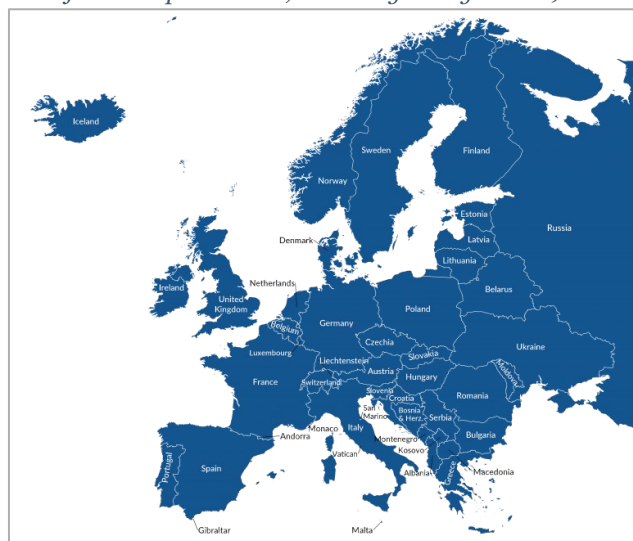 Iceland
Sweden
Finland
Norway
Russia
Estonia
Denmark
Latvia
Lithuania
Netherlands
Ireland
Belarus
United
Kingdom
Poland
Germany
Belgium
Czechia
Ukraine
Luxembourg
Slovakia
Liechtenstein
Moldova
Austria
Hungary
France
Switzerland
Slovenia
Romania
Croatia
San
Marino
Bosnia
& Herz.
Serbia
Monaco
Italy
Andorra
Montenegro
Bulgaria
Kosovo
Vatican
Portugal
Spain
Greece
Macedonia
Albania
Gibraltar
Malta